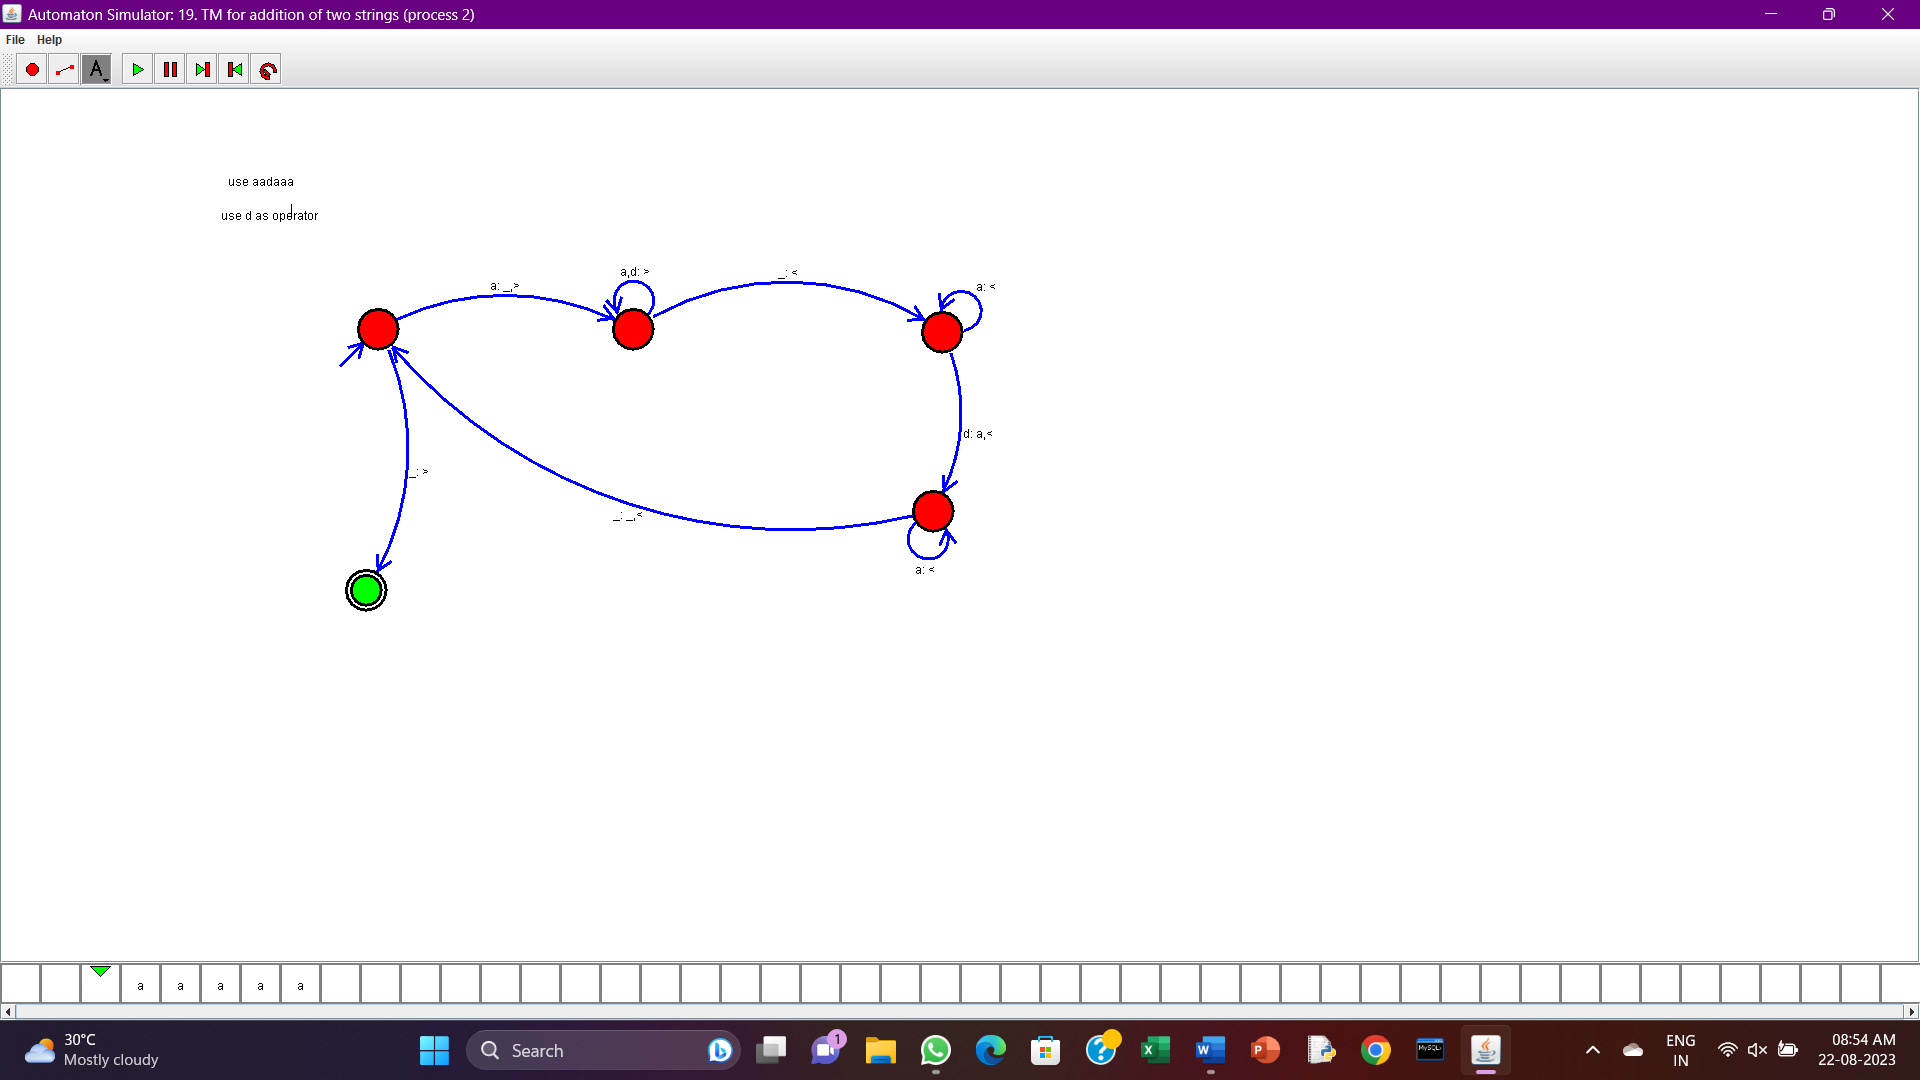 Automaton Simulator: 19. TM for addition of two strings (process 2)
File Help
A
use aadaaa
use d as operator
a: _,>
a,d: >
_: <
a: <
d: a,<
_: >
_: _,<
a: <
a a a a a
30°C
Mostly cloudy
Search
1
MySQL
ENG
IN
08:54 AM
22-08-2023